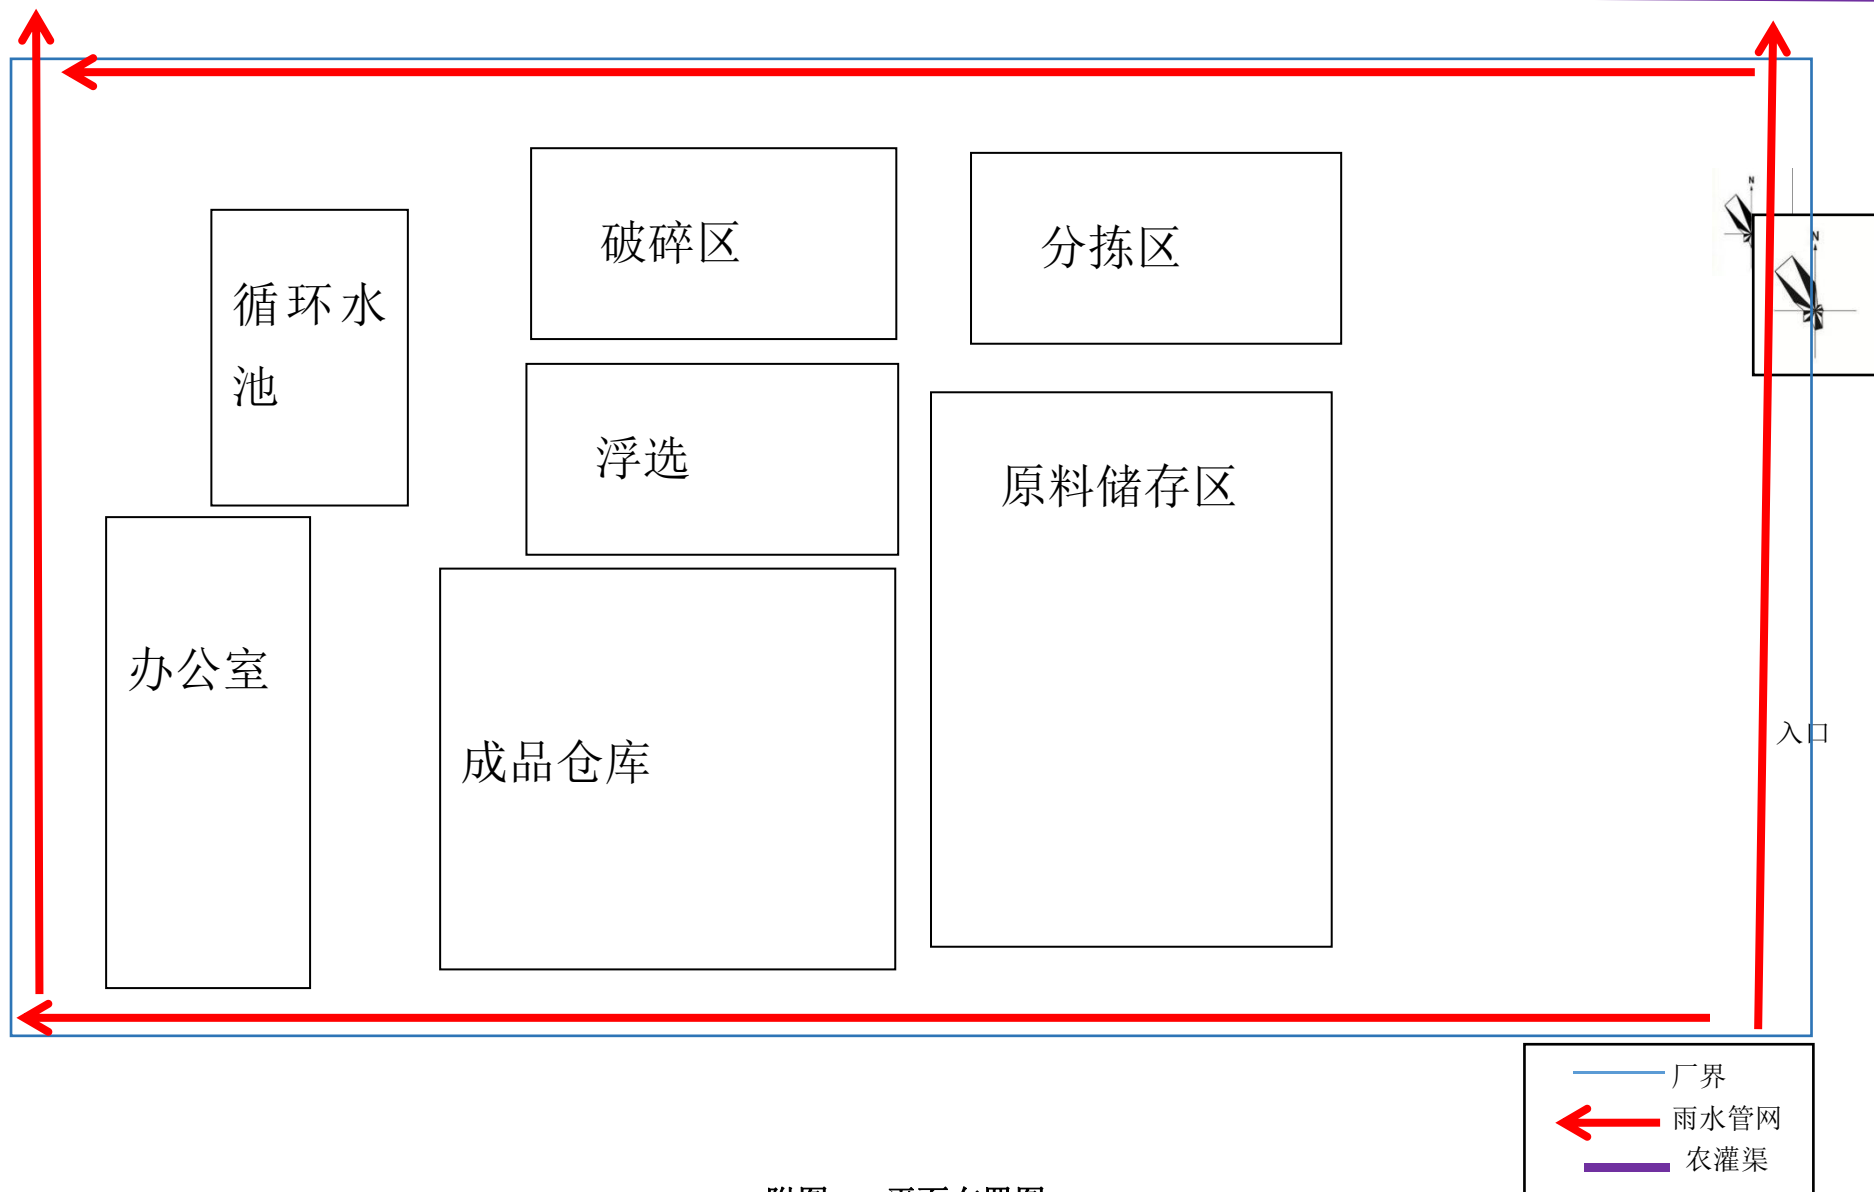 破碎区
分拣区
N
N
循环水
池
浮选
原料储存区
办公室
入口
成品仓库
厂界
雨水管网
农灌渠